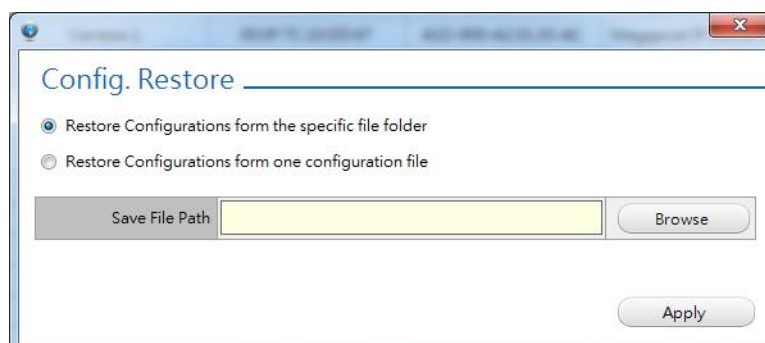 Config. Restore
Restore Configurations form the specific file folder
Restore Configurations form one configuration file
Save File Path
Browse
Apply